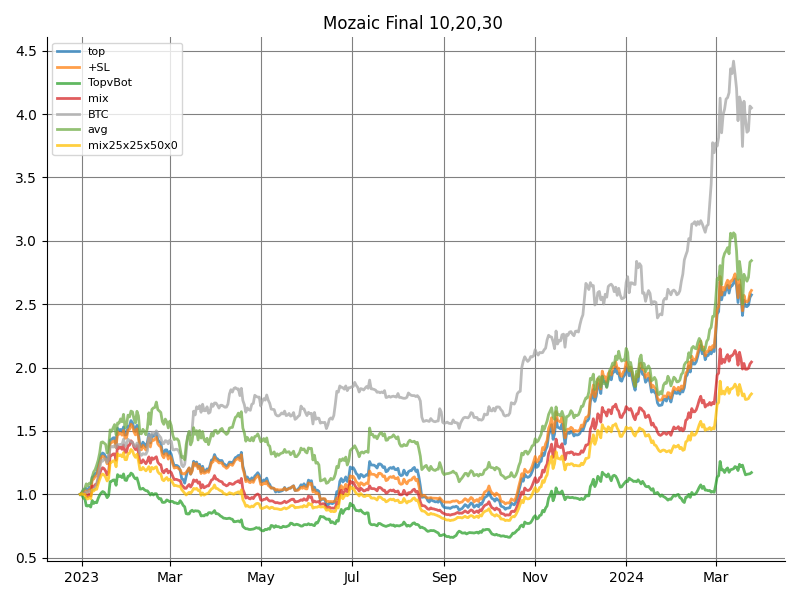 Mozaic Final 10,20,30
4.5
4.0
3.5
3.0
2.5
2.0
1.5
1.0
0.5
top
+SL
TopvBot
mix
BTC
avg
mix25x25x50x0
2023
Mar
May
Jul
Sep
Nov
2024
Mar